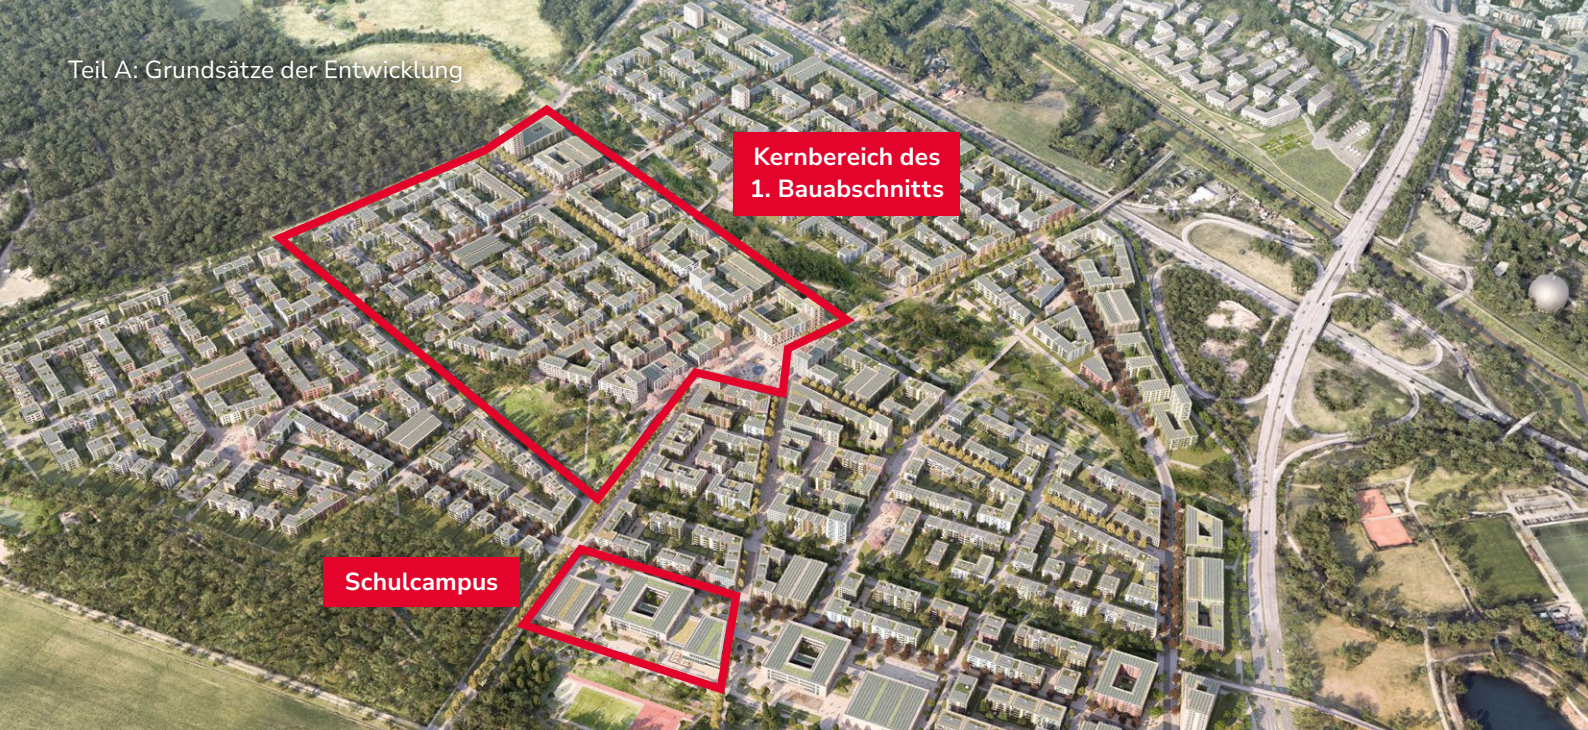 Teil A: Grundsätze der Entwicklung
Kernbereich des
1. Bauabschnitts
Schulcampus